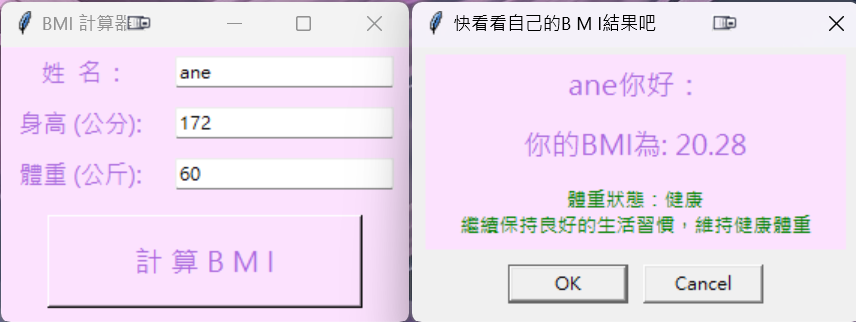 BMI 計算器
姓 名：
ane
身高 (公分):
172
體重 (公斤):
60
計 算 B M I
快看看自己的B M I結果吧
ane你好：
你的BMI為: 20.28
體重狀態：健康
繼續保持良好的生活習慣，維持健康體重
OK
Cancel